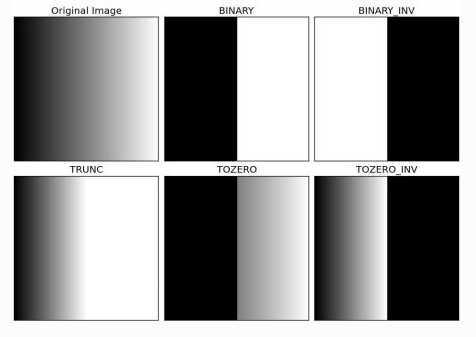 Original Image
BINARY
BINARY_INV
TRUNC
TOZERO
TOZERO_INV